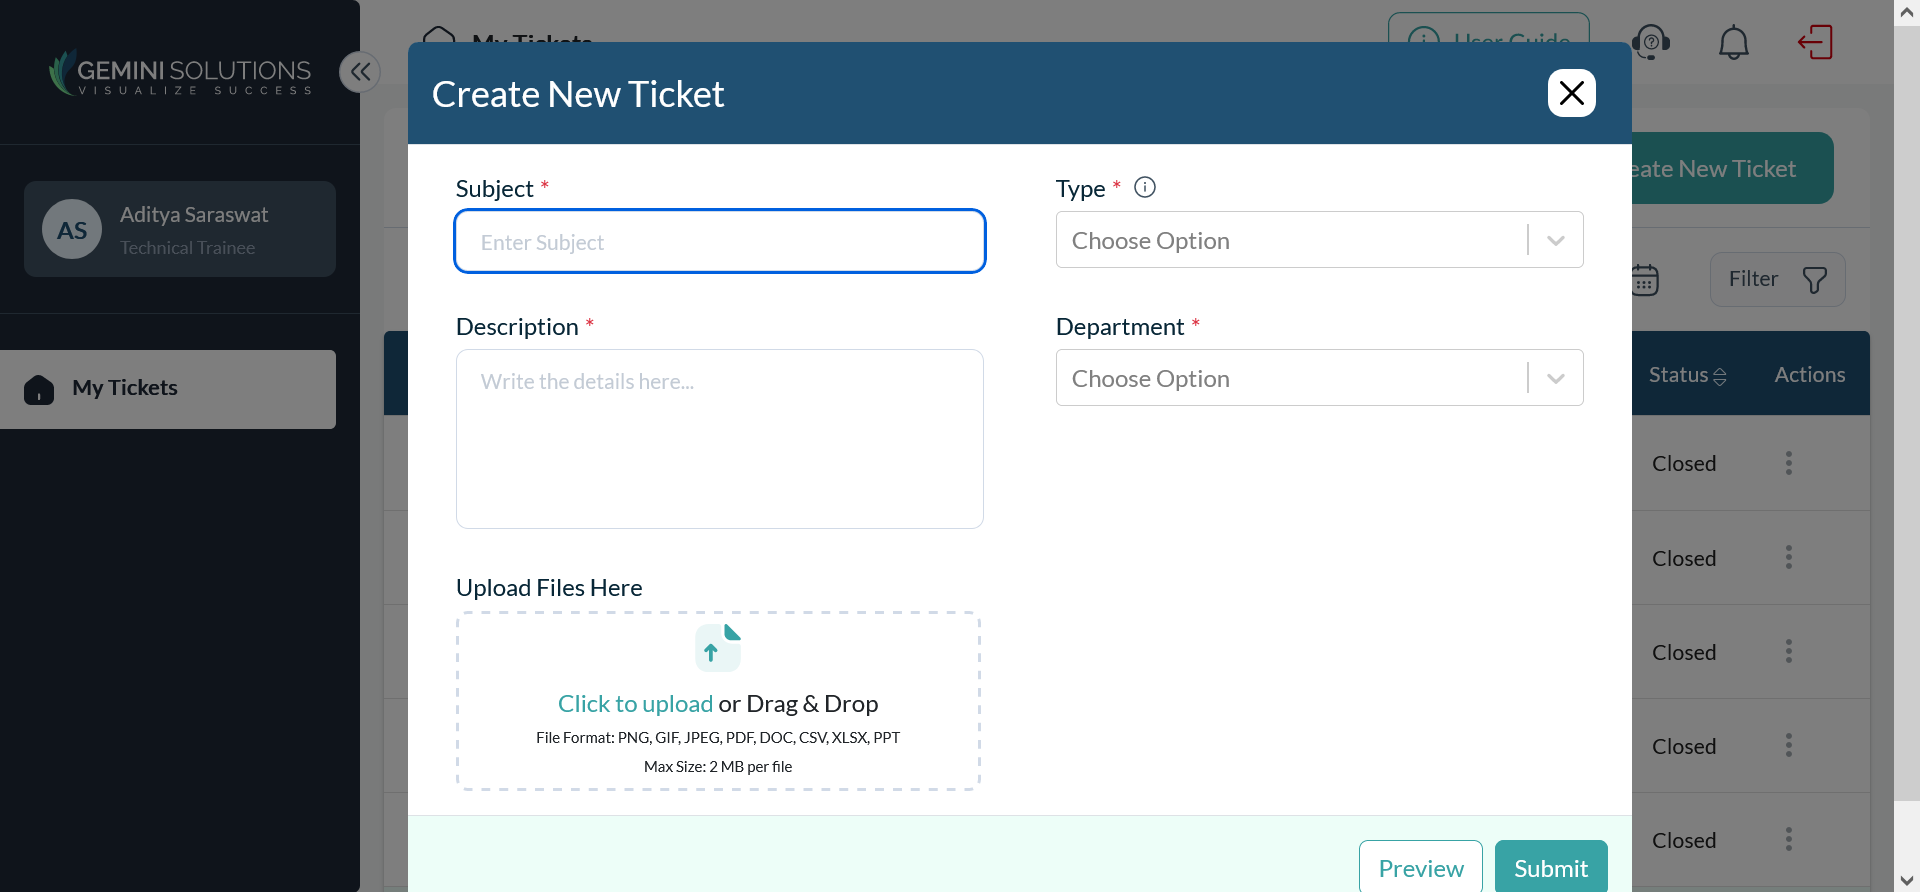 GEMINI SOLUTIONS
VISUALIZE SUCCESS
AS
Aditya Saraswat
Technical Trainee
My Tickets
My Tickets
User Guide
Create New Ticket
eate New Ticket
Subject *
Enter Subject
Type *
Choose Option
Filter
Description *
Write the details here...
Department *
Choose Option
Status
Actions
Closed
Closed
Closed
Closed
Closed
Upload Files Here
Click to upload or Drag & Drop
File Format: PNG, GIF, JPEG, PDF, DOC, CSV, XLSX, PPT
Max Size: 2 MB per file
Preview
Submit